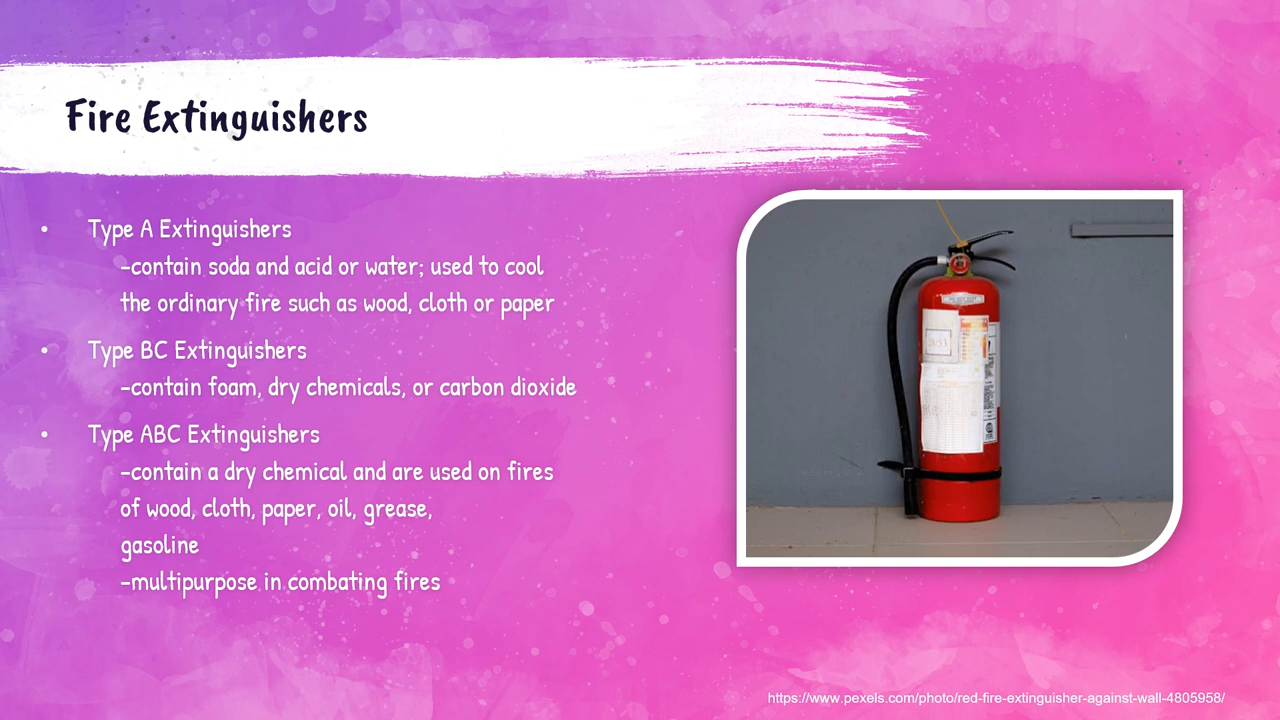 Fire Extinguishers
• Type A Extinguishers
-contain soda and acid or water; used to cool
the ordinary fire such as wood, cloth or paper
• Type BC Extinguishers
-contain foam, dry chemicals, or carbon dioxide
• Type ABC Extinguishers
-contain a dry chemical and are used on fires
of wood, cloth, paper, oil, grease,
gasoline
-multipurpose in combating fires
https://www.pexels.com/photo/red-fire-extinguisher-against-wall-4805958/